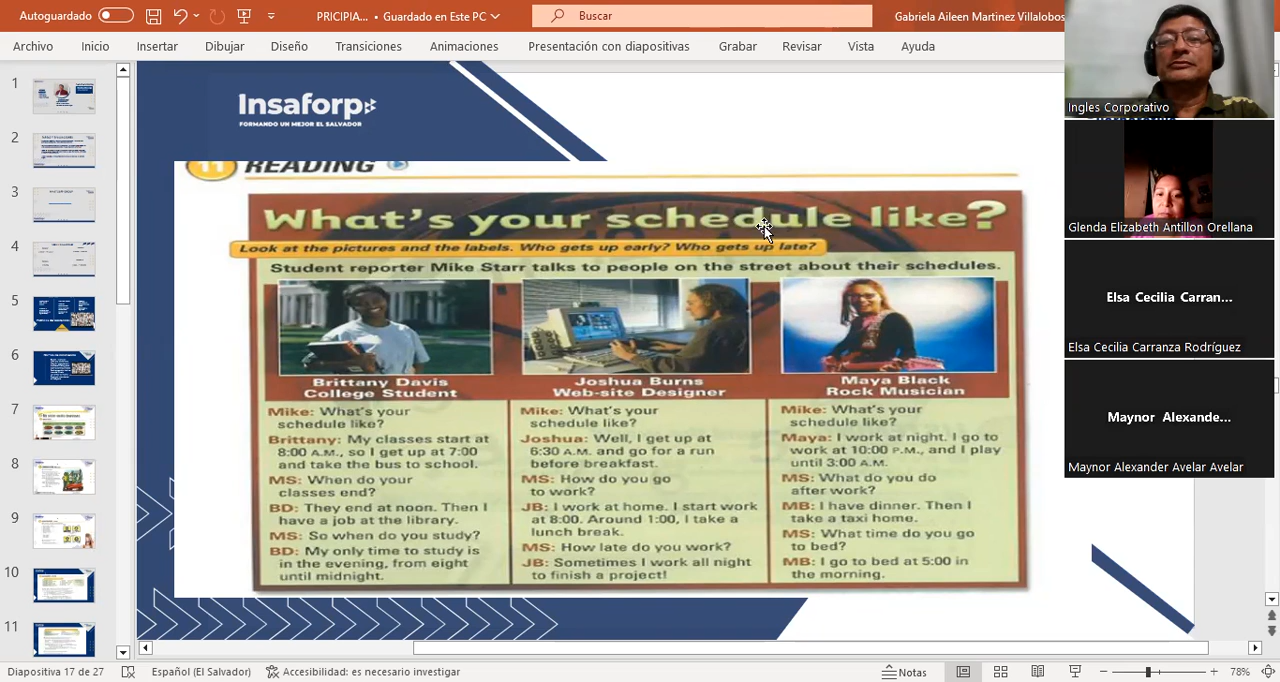 Autoguardado
PRICIPIA... • Guardado en Este PC
Buscar
Gabriela Aileen Martinez Villalobos
Archivo Inicio Insertar Dibujar Diseño Transiciones Animaciones Presentación con diapositivas Grabar Revisar Vista Ayuda
1
2
3
4
5
6
7
8
9
10
11
Insaforp
FORMANDO UN MEJOR EL SALVADOR
11 READING
What's your schedule like?
Look at the pictures and the labels. Who gets up early? Who gets up late?
Student reporter Mike Starr talks to people on the street about their schedules.
Brittany Davis
College Student
Mike: What's your
schedule like?
Brittany: My classes start at
8:00 A.M., so I get up at 7:00
and take the bus to school.
MS: When do your
classes end?
BD: They end at noon. Then I
have a job at the library.
MS: So when do you study?
BD: My only time to study is
in the evening, from eight
until midnight.
Joshua Burns
Web-site Designer
Mike: What's your
schedule like?
Joshua: Well, I get up at
6:30 A.M. and go for a run
before breakfast.
MS: How do you go
to work?
JB: I work at home. I start work
at 8:00. Around 1:00, I take a
lunch break.
MS: How late do you work?
JB: Sometimes I work all night
to finish a project!
Maya Black
Rock Musician
Mike: What's your
schedule like?
Maya: I work at night. I go to
work at 10:00 P.M., and I play
until 3:00 A.M.
MS: What do you do
after work?
MB: I have dinner. Then I
take a taxi home.
MS: What time do you go
to bed?
MB: I go to bed at 5:00 in
the morning.
Ingles Corporativo
Glenda Elizabeth Antillon Orellana
Elsa Cecilia Carran...
Elsa Cecilia Carranza Rodríguez
Maynor Alexande...
Maynor Alexander Avelar Avelar
Diapositiva 17 de 27
Español (El Salvador)
Accesibilidad: es necesario investigar
Notas
78%